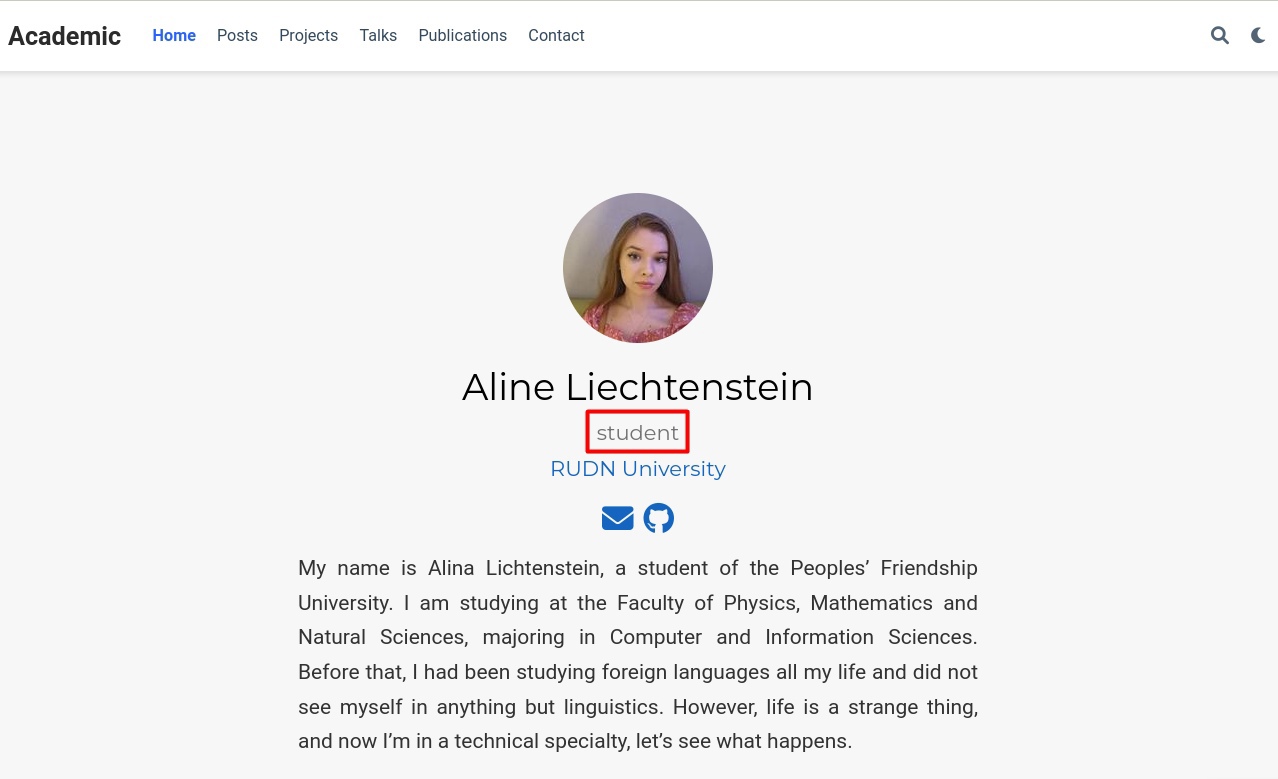 Academic Home Posts Projects Talks Publications Contact
Aline Liechtenstein
student
RUDN University
My name is Alina Lichtenstein, a student of the Peoples’ Friendship
University. I am studying at the Faculty of Physics, Mathematics and
Natural Sciences, majoring in Computer and Information Sciences.
Before that, I had been studying foreign languages all my life and did not
see myself in anything but linguistics. However, life is a strange thing,
and now I’m in a technical specialty, let’s see what happens.